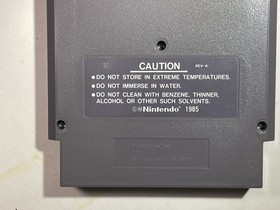 CAUTION REV-A
•DO NOT STORE IN EXTREME TEMPERATURES.
•DO NOT IMMERSE IN WATER.
•DO NOT CLEAN WITH BENZENE, THINNER,
ALCOHOL OR OTHER SUCH SOLVENTS.
©®Nintendo 1985